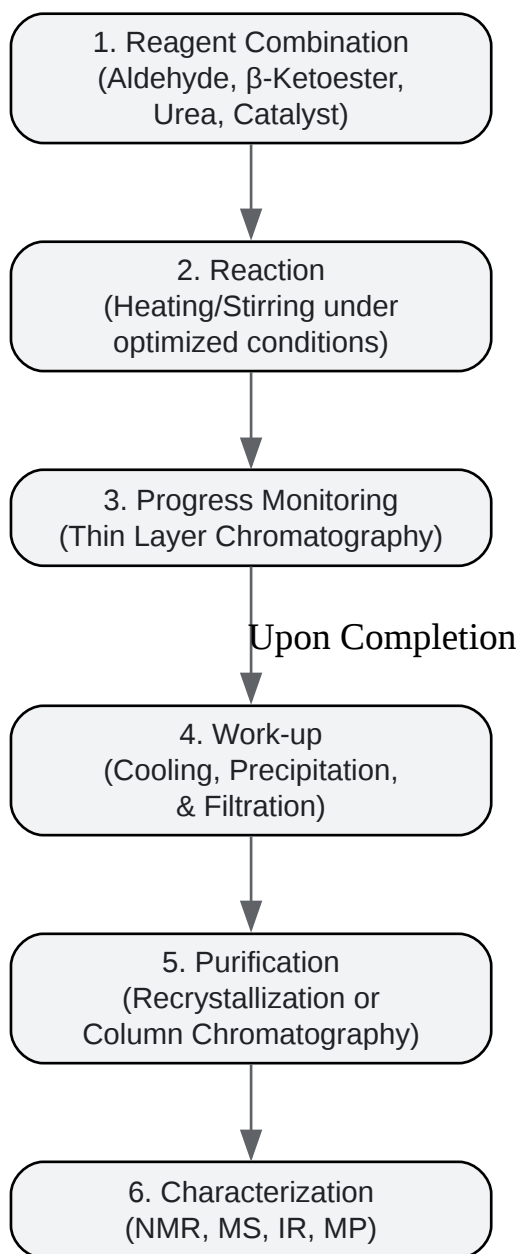 1. Reagent Combination
(Aldehyde, β-Ketoester,
Urea, Catalyst)
2. Reaction
(Heating/Stirring under
optimized conditions)
3. Progress Monitoring
(Thin Layer Chromatography)
Upon Completion
4. Work-up
(Cooling, Precipitation,
& Filtration)
5. Purification
(Recrystallization or
Column Chromatography)
6. Characterization
(NMR, MS, IR, MP)